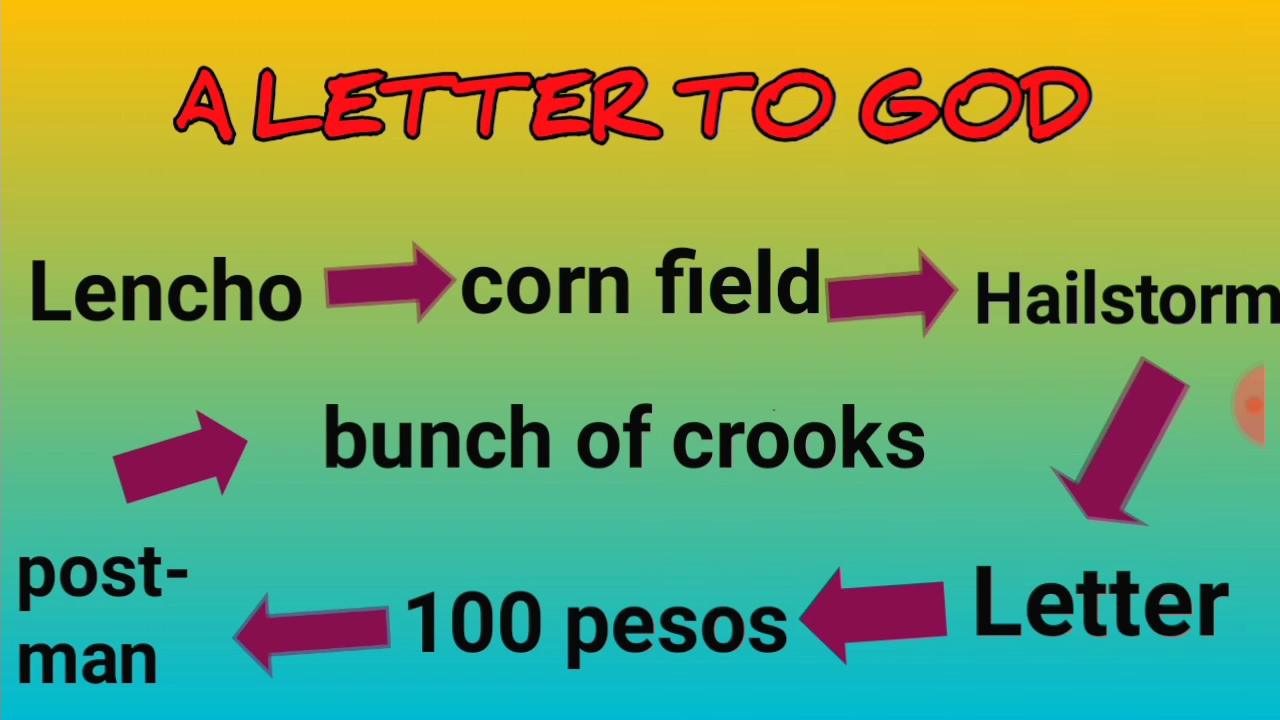 A LETTER TO GOD
Lencho corn field Hailstorm
bunch of crooks
post-
man 100 pesos Letter